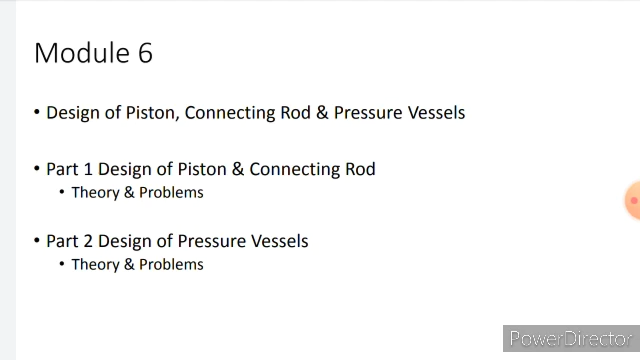 Module 6
• Design of Piston, Connecting Rod & Pressure Vessels
• Part 1 Design of Piston & Connecting Rod
• Theory & Problems
• Part 2 Design of Pressure Vessels
• Theory & Problems
PowerDirector